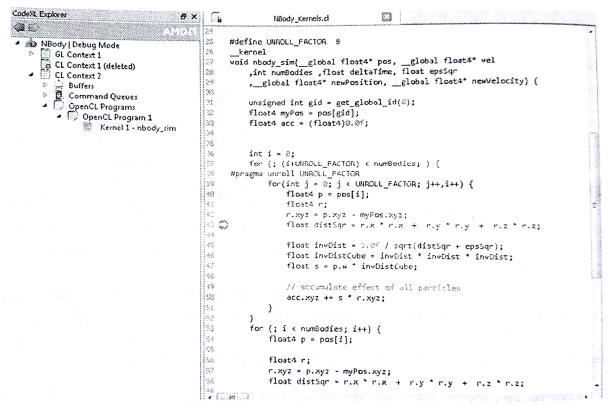 CodeXL Explorer
AMD
NBody | Debug Mode
GL Context 1
GL Context 1 (deleted)
CL Context 2
Buffers
Command Queues
OpenCL Programs
OpenCL Program 1
Kernel 1 - nbody_sim
NBody_Kernels.cl
24
25 #define UNROLL_FACTOR 8
26 __kernel
27 void nbody_sim(__global float4* pos, __global float4* vel
28 ,int numBodies ,float deltaTime, float epsSqr
29 ,__global float4* newPosition, __global float4* newVelocity) {
30
31 unsigned int gid = get_global_id(0);
32 float4 myPos = pos[gid];
33 float4 acc = (float4)0.0f;
34
35
36 int i = 0;
37 for (; (i+UNROLL_FACTOR) < numBodies; ) {
38 #pragma unroll UNROLL_FACTOR
39 for(int j = 0; j < UNROLL_FACTOR; j++,i++) {
40 float4 p = pos[i];
41 float4 r;
42 r.xyz = p.xyz - myPos.xyz;
43 float distSqr = r.x * r.x + r.y * r.y + r.z * r.z;
44
45 float invDist = 1.0f / sqrt(distSqr + epsSqr);
46 float invDistCube = invDist * invDist * invDist;
47 float s = p.w * invDistCube;
48
49 // accumulate effect of all particles
50 acc.xyz += s * r.xyz;
51 }
52 }
53 for (; i < numBodies; i++) {
54 float4 p = pos[i];
55
56 float4 r;
57 r.xyz = p.xyz - myPos.xyz;
58 float distSqr = r.x * r.x + r.y * r.y + r.z * r.z;